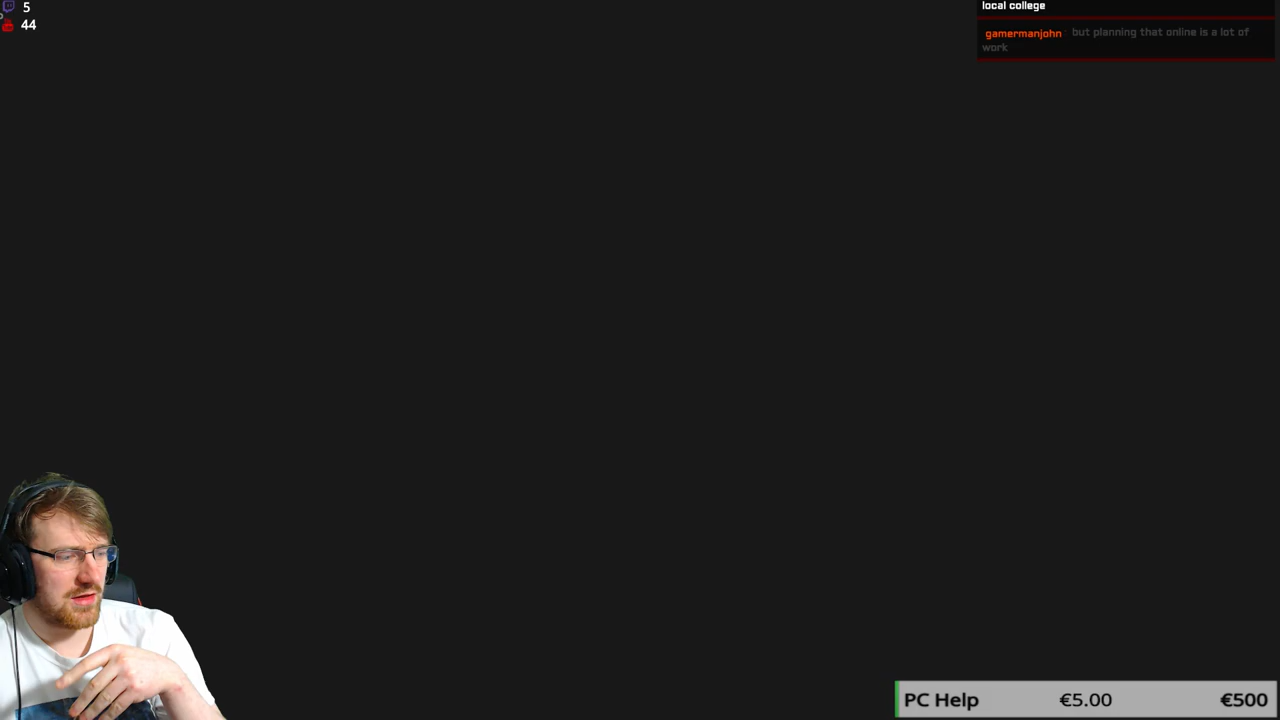 5
44
local college
gamermanjohn: but planning that online is a lot of
work
PC Help €5.00 €500